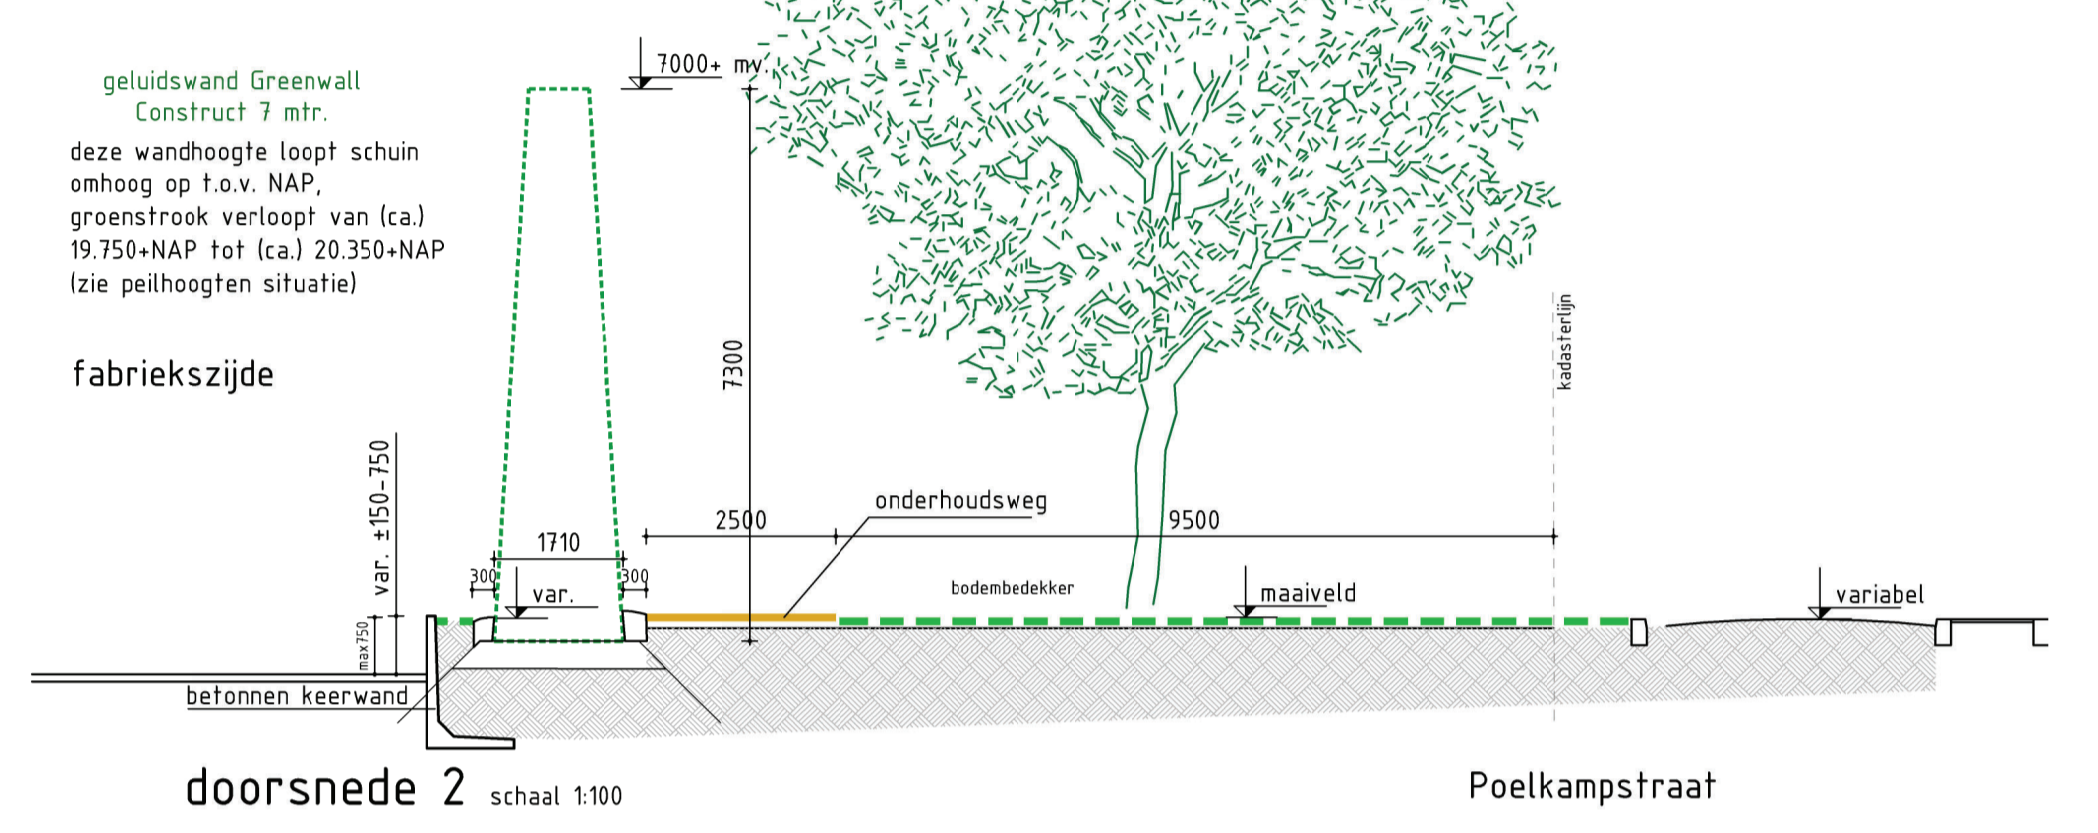 geluidswand Greenwall
Construct 7 mtr.
deze wandhoogte loopt schuin
omhoog op t.o.v. NAP,
groenstrook verloopt van (ca.)
19.750+NAP tot (ca.) 20.350+NAP
(zie peilhoogten situatie)
fabriekszijde
7000+ mv.
7300
kadasterlijn
var. ±150-750
max750
onderhoudsweg
2500
9500
1710
300
300
var.
bodembedekker
maaiveld
variabel
betonnen keerwand
doorsnede 2 schaal 1:100
Poelkampstraat